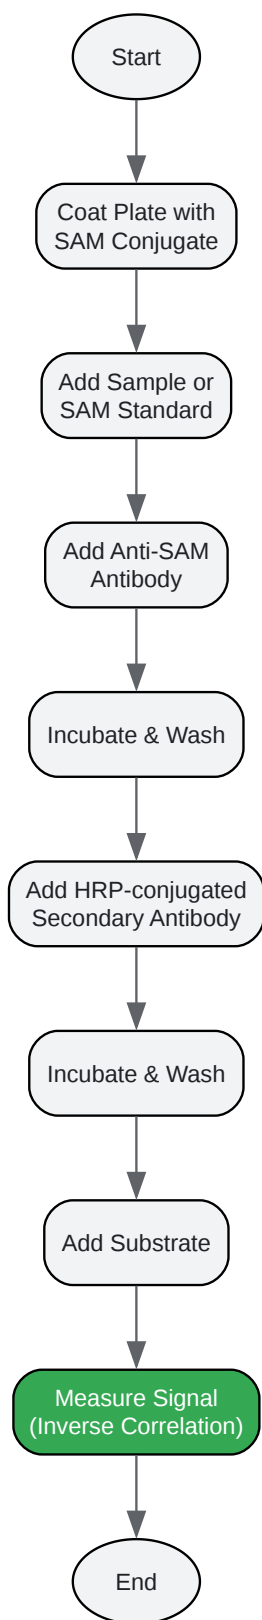 Start
Coat Plate with
SAM Conjugate
Add Sample or
SAM Standard
Add Anti-SAM
Antibody
Incubate & Wash
Add HRP-conjugated
Secondary Antibody
Incubate & Wash
Add Substrate
Measure Signal
(Inverse Correlation)
End